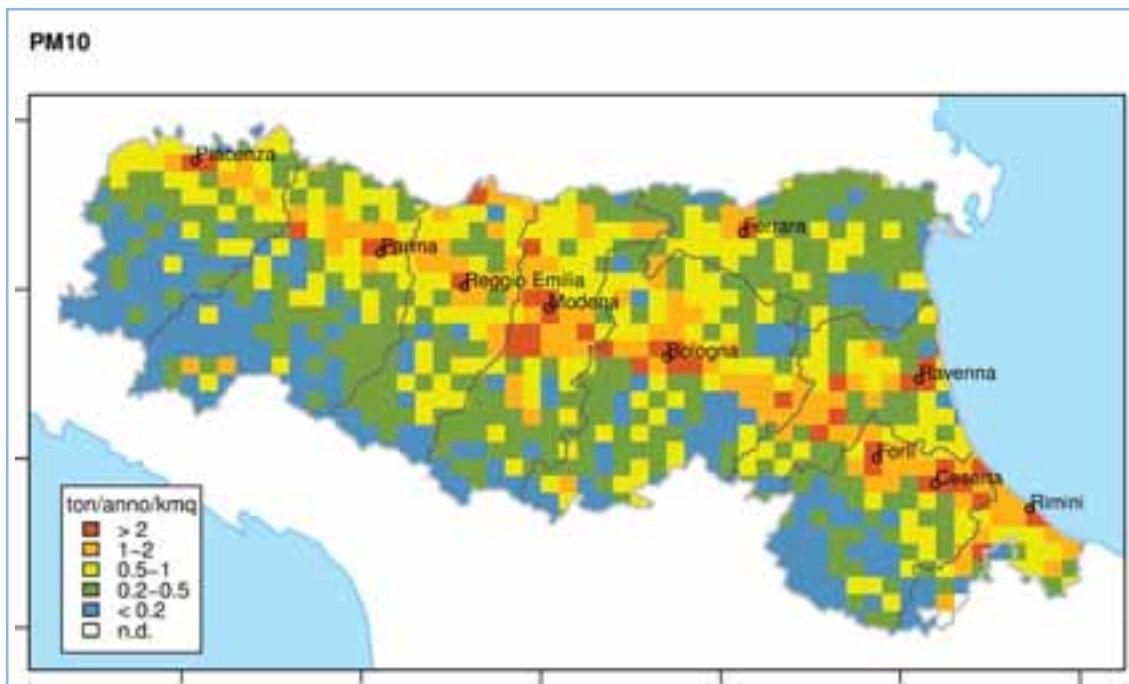 PM10
Piacenza
Parma
Ferrara
Reggio Emilia
Modena
Bologna
Ravenna
Forlì
Cesena
Rimini
ton/anno/kmq
> 2
1-2
0.5-1
0.2-0.5
< 0.2
n.d.